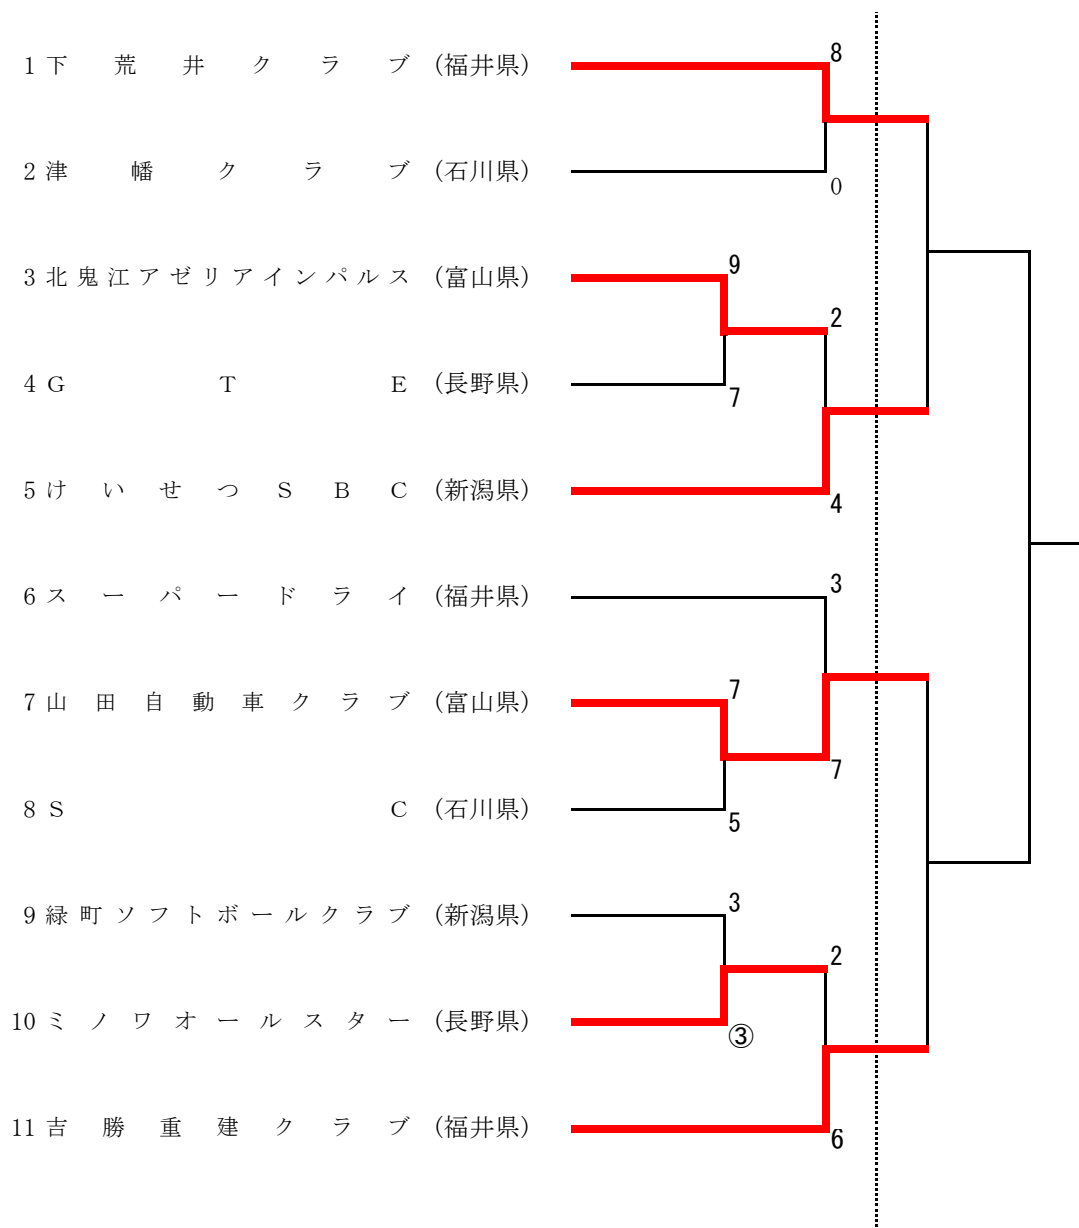 8
1 下荒井クラブ (福井県)
2 津幡クラブ (石川県)
0
9
3 北鬼江アゼリアインパルス (富山県)
2
4 GTE (長野県)
7
5 けいせつSBC (新潟県)
4
3
6 スーパードライ (福井県)
7
7 山田自動車クラブ (富山県)
7
8 SC (石川県)
5
3
9 緑町ソフトボールクラブ (新潟県)
2
10 ミノワオールスター (長野県)
③
11 吉勝重建クラブ (福井県)
6